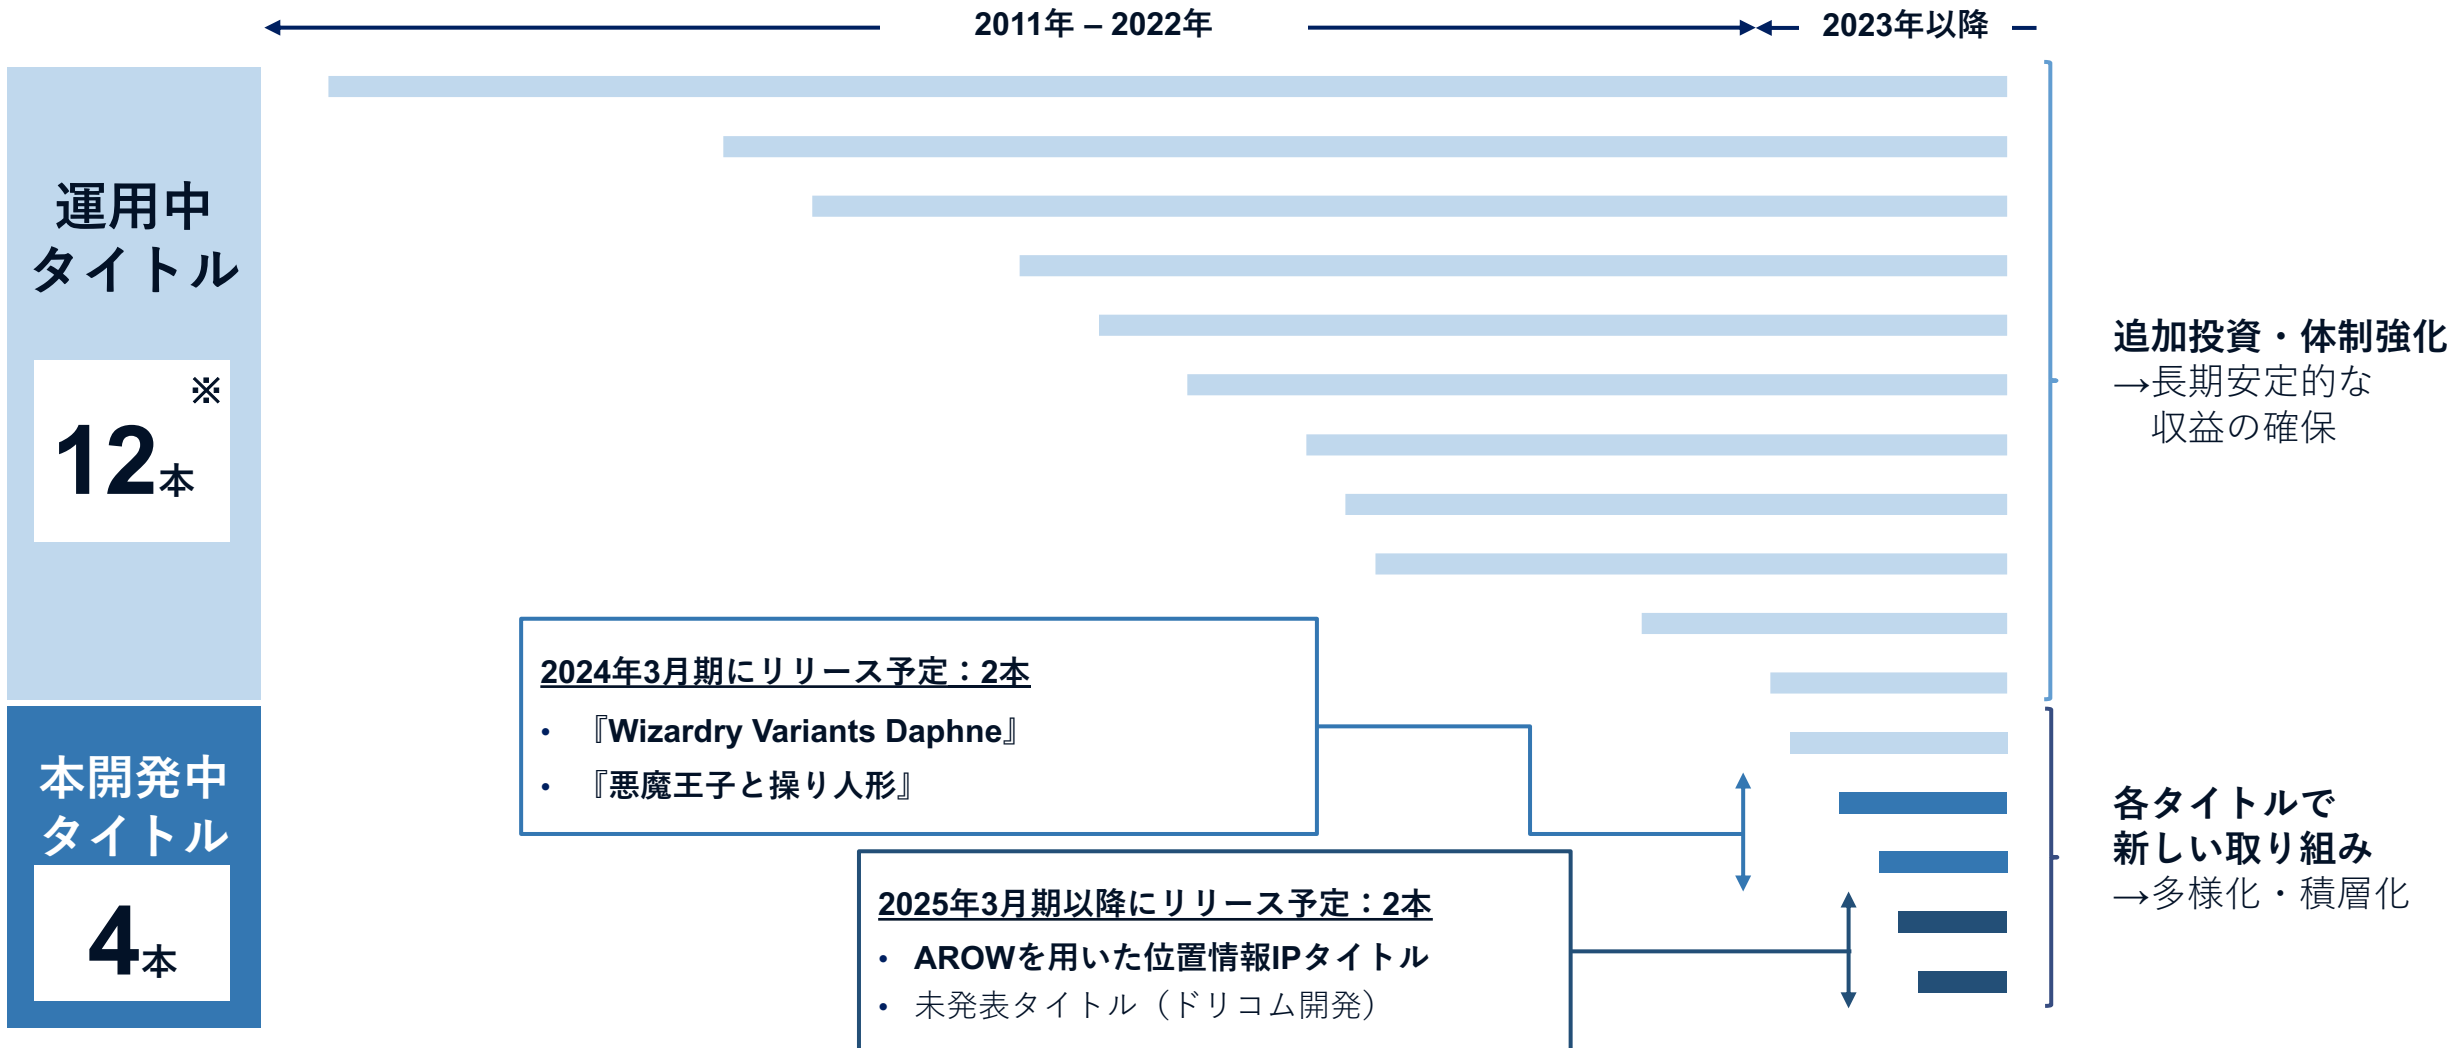 2011年 – 2022年
2023年以降
運用中
タイトル
※
12本
追加投資・体制強化
→長期安定的な
収益の確保
2024年3月期にリリース予定：2本
• 『Wizardry Variants Daphne』
• 『悪魔王子と操り人形』
本開発中
タイトル
4本
2025年3月期以降にリリース予定：2本
• AROWを用いた位置情報IPタイトル
• 未発表タイトル（ドリコム開発）
各タイトルで
新しい取り組み
→多様化・積層化